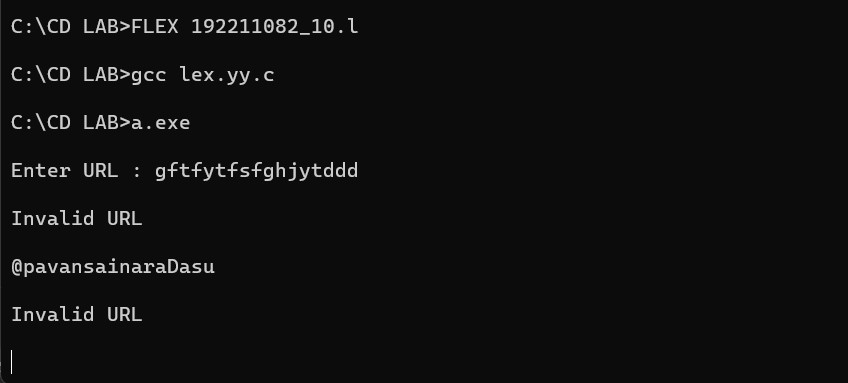 C:\CD LAB>FLEX 192211082_10.l
C:\CD LAB>gcc lex.yy.c
C:\CD LAB>a.exe
Enter URL : gftfytfsfghjytddd
Invalid URL
@pavansainaraDasu
Invalid URL